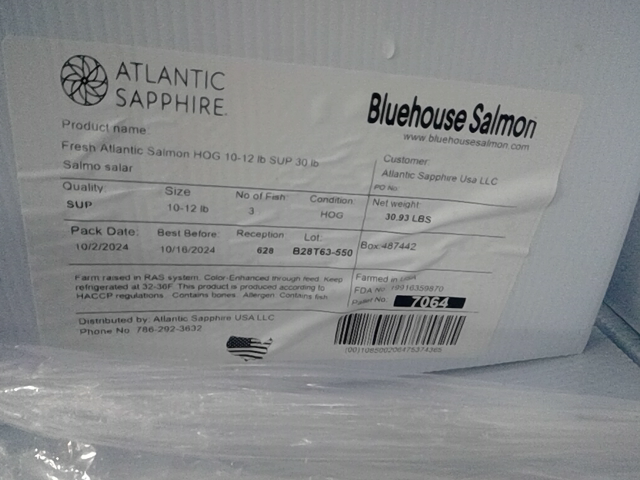 ATLANTIC
SAPPHIRE
Bluehouse Salmon
www.bluehousesalmon.com
Product name:
Fresh Atlantic Salmon HOG 10-12 lb SUP 30 lb
Salmo salar
Customer:
Atlantic Sapphire Usa LLC
PO No
Quality Size No of Fish: Condition
SUP 10-12 lb 3 HOG
Net weight:
30.93 LBS
Pack Date: Best Before: Reception Lot:
10/2/2024 10/16/2024 628 B28T63-550
Box:487442
Farm raised in RAS system. Color-Enhanced through feed. Keep
refrigerated at 32-36F. This product is produced according to
HACCP regulations. Contains bones. Allergen: Contains fish.
Farmed in USA
FDA No 19916359870
Pallet No. 7064
Distributed by: Atlantic Sapphire USA LLC
Phone No: 786-292-3632